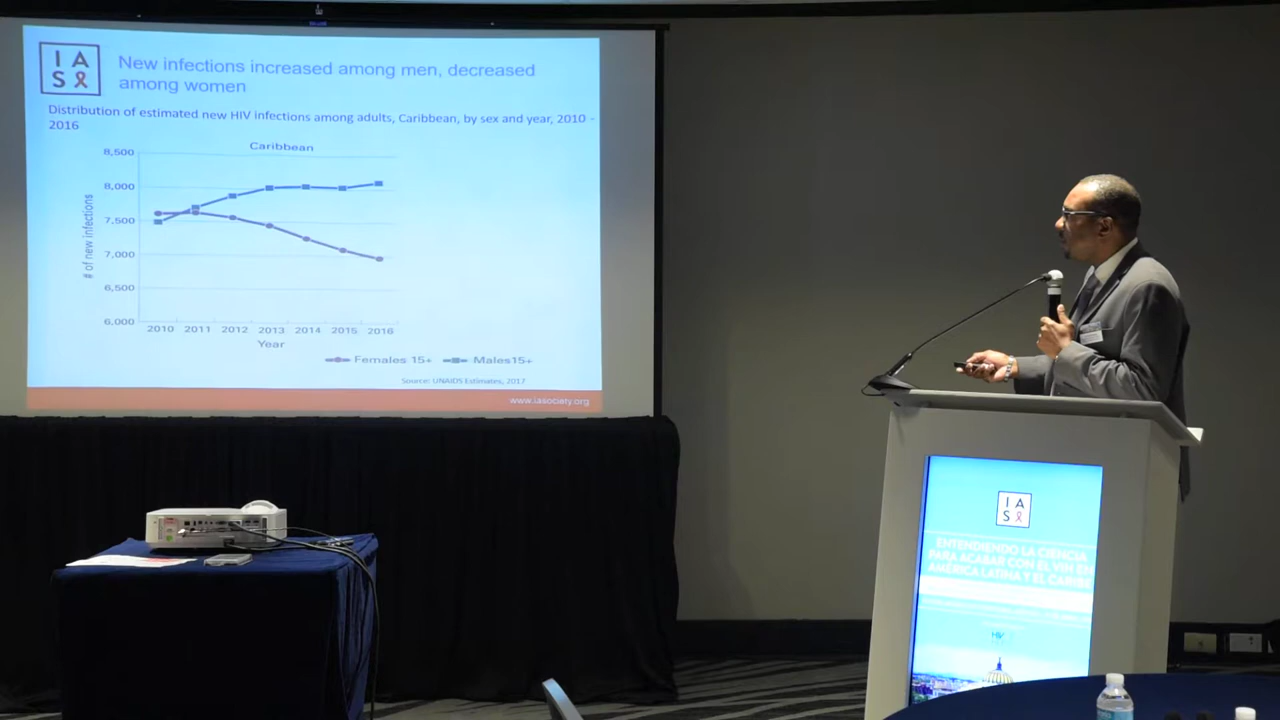 IA
S
New infections increased among men, decreased
among women
Distribution of estimated new HIV infections among adults, Caribbean, by sex and year, 2010 -
2016
Caribbean
8,500
8,000
7,500
7,000
6,500
6,000
# of new infections
2010 2011 2012 2013 2014 2015 2016
Year
Females 15+ Males15+
Source: UNAIDS Estimates, 2017
www.iasociety.org
IA
S
ENTENDIENDO LA CIENCIA
PARA ACABAR CON EL VIH EN
AMÉRICA LATINA Y EL CARIBE
HIV